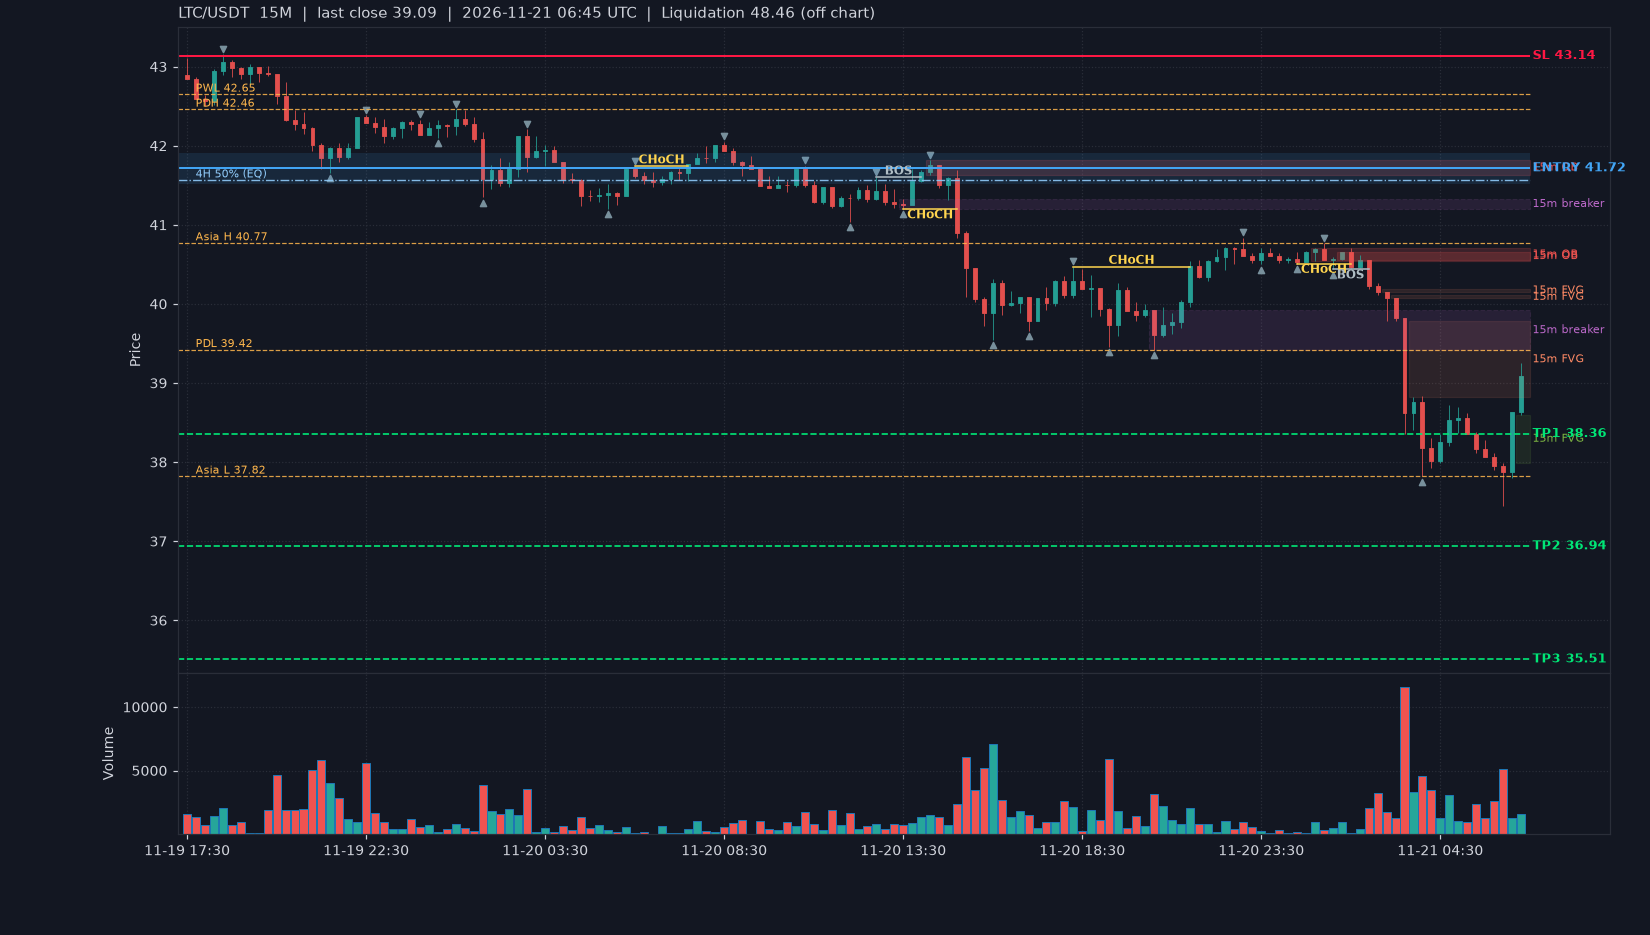 LTC/USDT  15M  |  last close 39.09  |  2026-11-21 06:45 UTC  |  Liquidation 48.46 (off chart)
SL 43.14
43
PWL 42.65
PDH 42.46
42
CHoCH
BOS
ENTRY 41.72
4H 50% (EQ)
15m breaker
CHoCH
41
Asia H 40.77
CHoCH
15m OB
15m OB
CHoCH
BOS
15m FVG
15m FVG
40
15m breaker
Price
PDL 39.42
15m FVG
39
TP1 38.36
15m FVG
38
Asia L 37.82
37
TP2 36.94
36
TP3 35.51
10000
Volume
5000
11-19 17:30
11-19 22:30
11-20 03:30
11-20 08:30
11-20 13:30
11-20 18:30
11-20 23:30
11-21 04:30